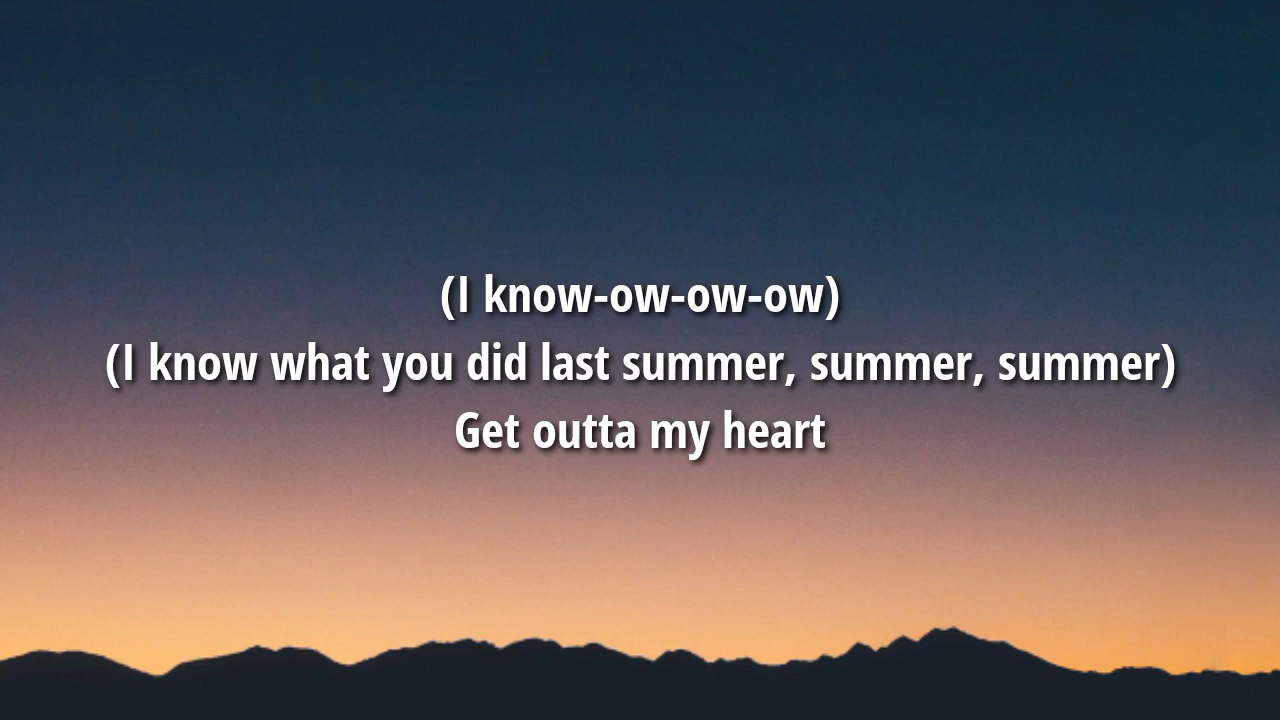 (I know-ow-ow-ow)
(I know what you did last summer, summer, summer)
Get outta my heart